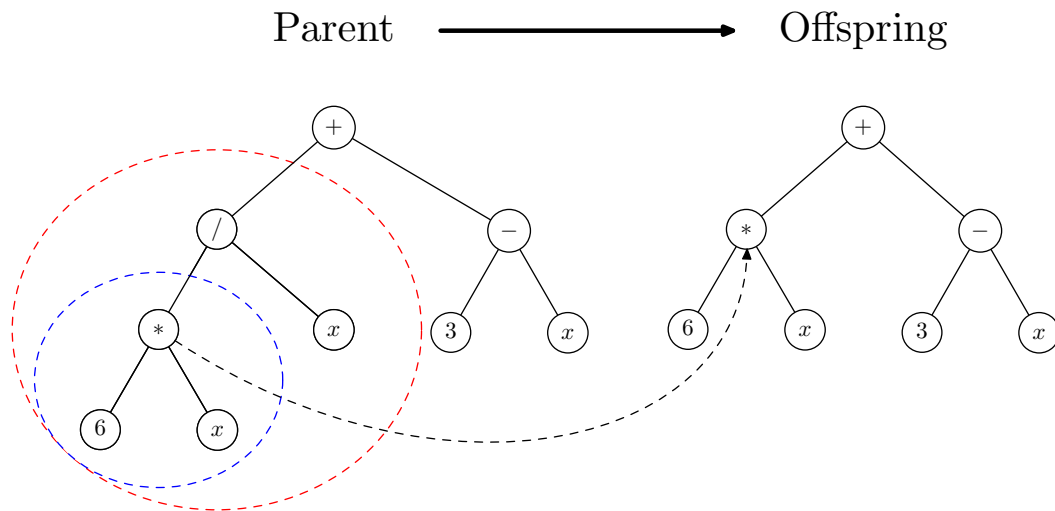 Parent Offspring
+ +
/ − * −
* x 3 x 6 x 3 x
6 x